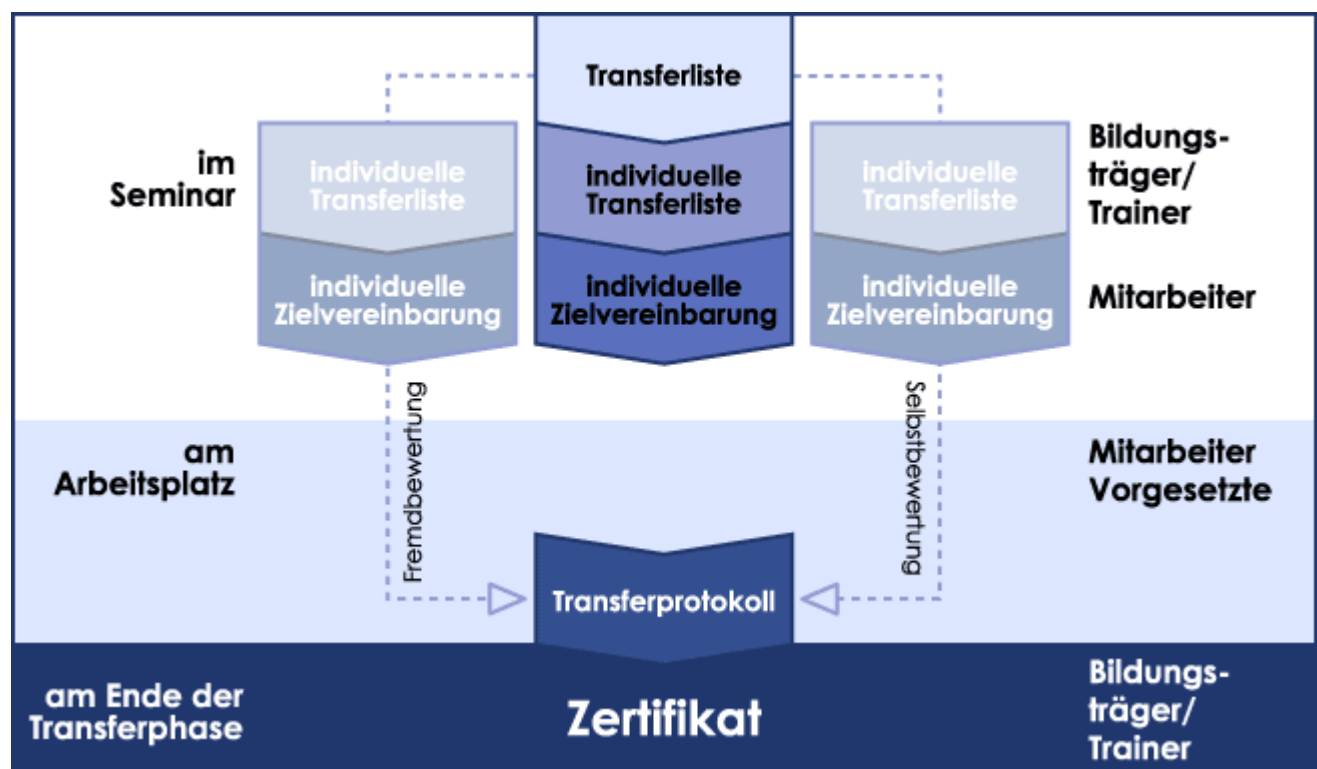 Transferliste
im
Seminar
individuelle
Transferliste
individuelle
Transferliste
individuelle
Transferliste
Bildungs-
träger/
Trainer
individuelle
Zielvereinbarung
individuelle
Zielvereinbarung
individuelle
Zielvereinbarung
Mitarbeiter
Fremdbewertung
Selbstbewertung
am
Arbeitsplatz
Mitarbeiter
Vorgesetzte
Transferprotokoll
am Ende der
Transferphase
Zertifikat
Bildungs-
träger/
Trainer